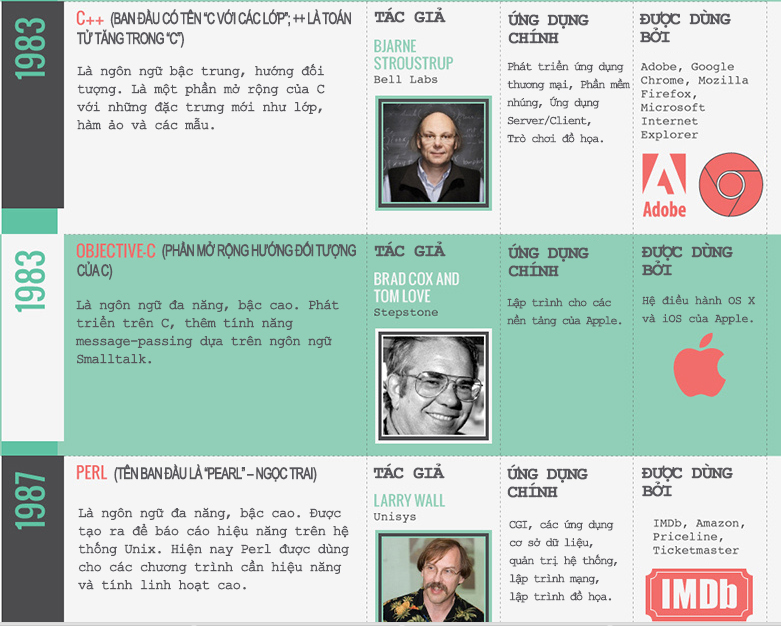 1983
C++ (BAN ĐẦU CÓ TÊN “C VỚI CÁC LỚP”; ++ LÀ TOÁN
TỬ TĂNG TRONG “C”)
Là ngôn ngữ bậc trung, hướng đối
tượng. Là một phần mở rộng của C
với những đặc trưng mới như lớp,
hàm ảo và các mẫu.
TÁC GIẢ
BJARNE
STROUSTRUP
Bell Labs
ỨNG DỤNG
CHÍNH
Phát triển ứng dụng
thương mại, Phần mềm
nhúng, Ứng dụng
Server/Client,
Trò chơi đồ họa.
ĐƯỢC DÙNG
BỞI
Adobe, Google
Chrome, Mozilla
Firefox,
Microsoft
Internet
Explorer
Adobe
1983
OBJECTIVE-C (PHẦN MỞ RỘNG HƯỚNG ĐỐI TƯỢNG
CỦA C)
Là ngôn ngữ đa năng, bậc cao. Phát
triển trên C, thêm tính năng
message-passing dựa trên ngôn ngữ
Smalltalk.
TÁC GIẢ
BRAD COX AND
TOM LOVE
Stepstone
ỨNG DỤNG
CHÍNH
Lập trình cho các
nền tảng của Apple.
ĐƯỢC DÙNG
BỞI
Hệ điều hành OS X
và iOS của Apple.
1987
PERL (TÊN BAN ĐẦU LÀ “PEARL” – NGỌC TRAI)
Là ngôn ngữ đa năng, bậc cao. Được
tạo ra để báo cáo hiệu năng trên hệ
thống Unix. Hiện nay Perl được dùng
cho các chương trình cần hiệu năng
và tính linh hoạt cao.
TÁC GIẢ
LARRY WALL
Unisys
ỨNG DỤNG
CHÍNH
CGI, các ứng dụng
cơ sở dữ liệu,
quản trị hệ thống,
lập trình mạng,
lập trình đồ họa.
ĐƯỢC DÙNG
BỞI
IMDb, Amazon,
Priceline,
Ticketmaster
IMDb